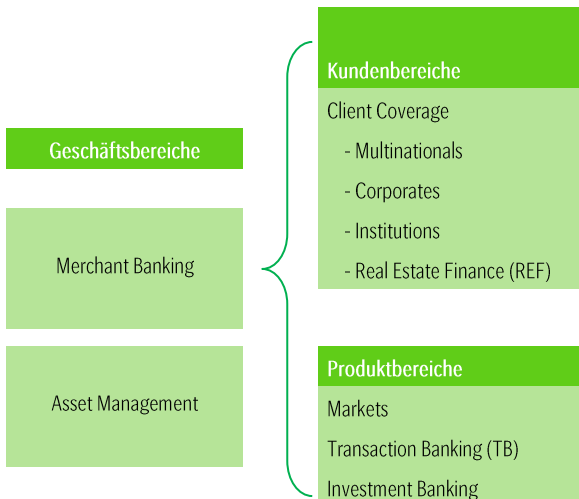 Geschäftsbereiche
Merchant Banking
Asset Management
Kundenbereiche
Client Coverage
- Multinationals
- Corporates
- Institutions
- Real Estate Finance (REF)
Produktbereiche
Markets
Transaction Banking (TB)
Investment Banking